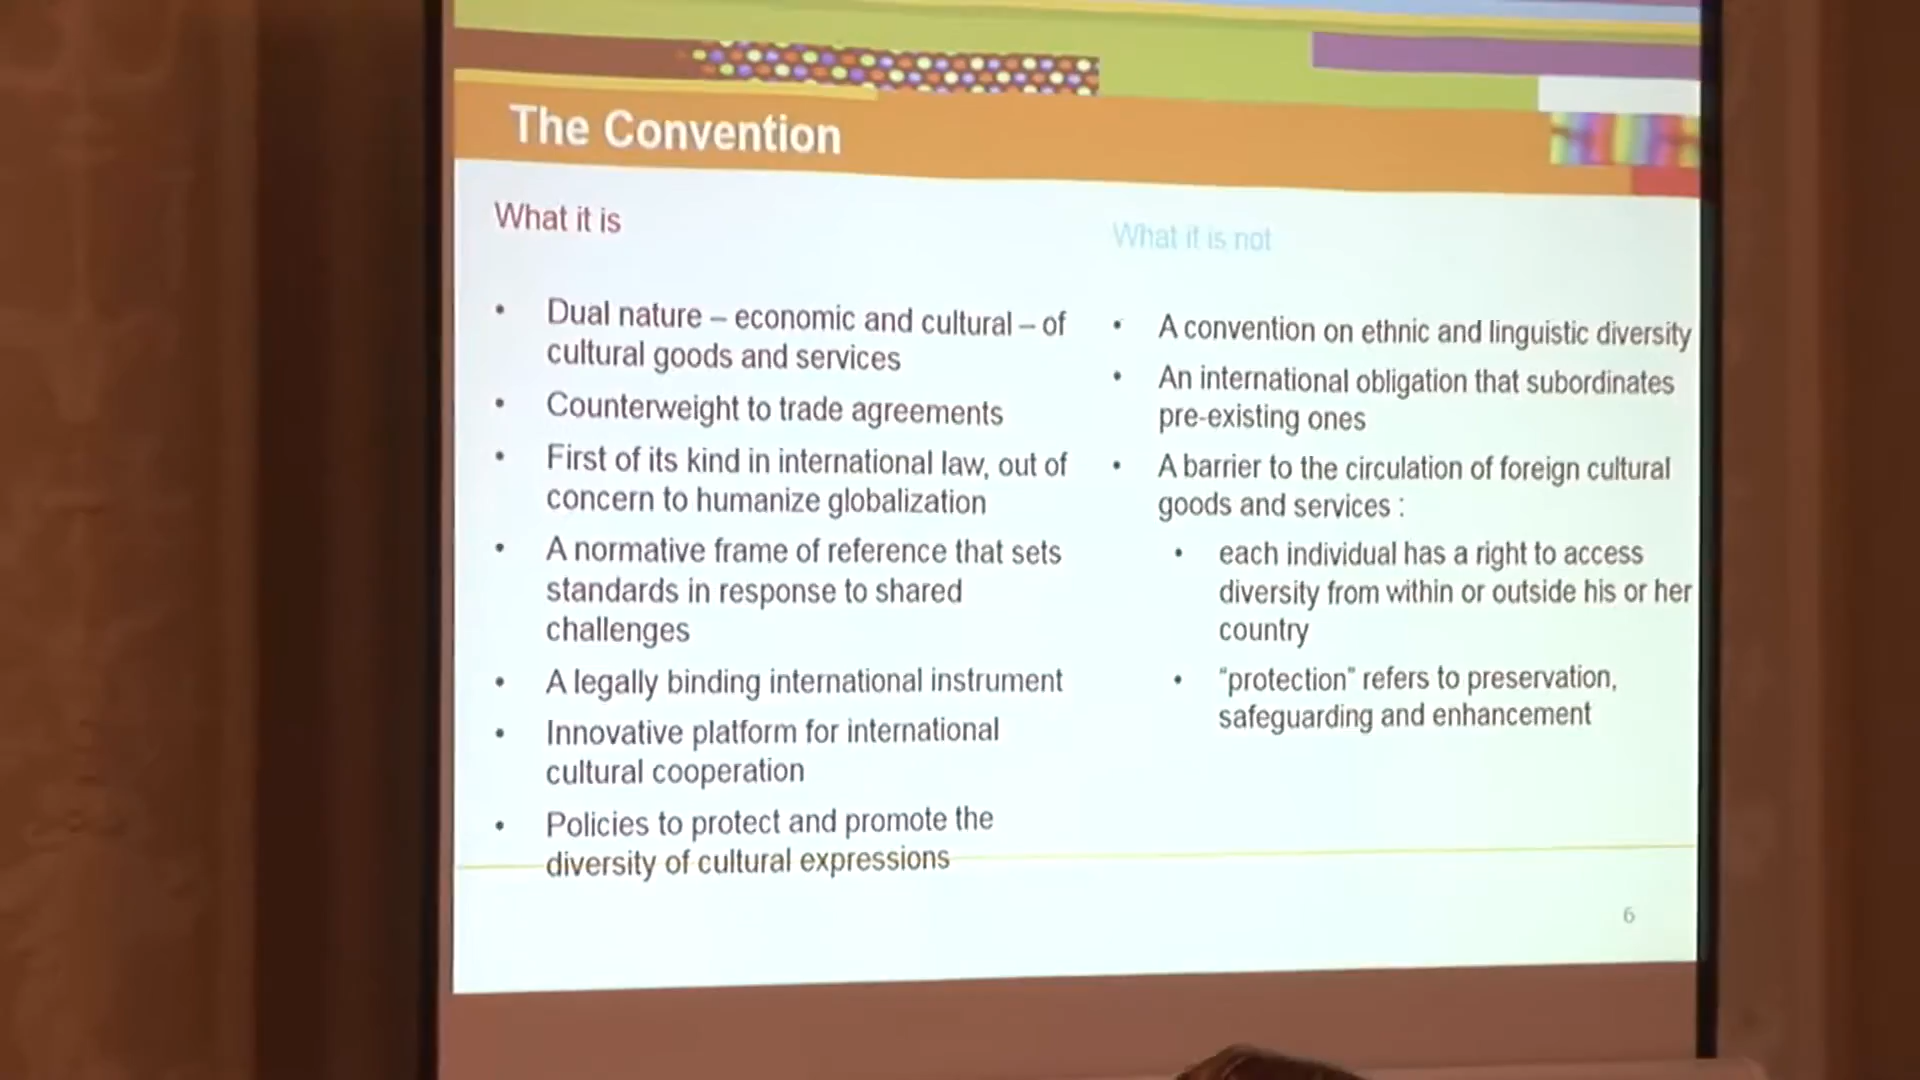 The Convention
What it is
• Dual nature – economic and cultural – of
cultural goods and services
• Counterweight to trade agreements
• First of its kind in international law, out of
concern to humanize globalization
• A normative frame of reference that sets
standards in response to shared
challenges
• A legally binding international instrument
• Innovative platform for international
cultural cooperation
• Policies to protect and promote the
diversity of cultural expressions
What it is not
• A convention on ethnic and linguistic diversity
• An international obligation that subordinates
pre-existing ones
• A barrier to the circulation of foreign cultural
goods and services :
• each individual has a right to access
diversity from within or outside his or her
country
• “protection” refers to preservation,
safeguarding and enhancement
6